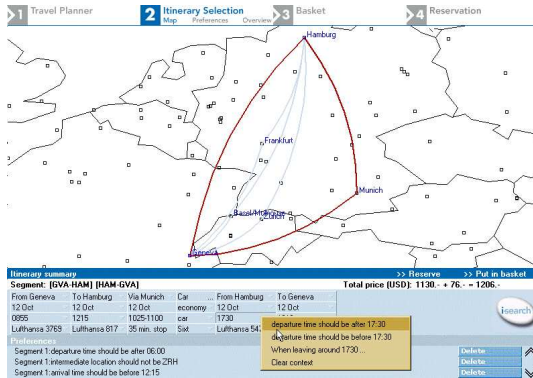 1 Travel Planner
2 Itinerary Selection
Map Preferences Overview
3 Basket
4 Reservation
Hamburg
Frankfurt
Munich
Zurich
Geneva
Itinerary summary >> Reserve >> Put in basket
Segment: [GVA-HAM] [HAM-GVA] Total price (USD): 1130.- + 76.- = 1206.-
From Geneva To Hamburg Via Munich Car ... From Hamburg To Geneva
12 Oct 12 Oct 12 Oct economy 12 Oct 12 Oct
0855 1215 1025-1100 car 1730
Lufthansa 3769 Lufthansa 817 35 min. stop Sixt Lufthansa
isearch
departure time should be after 17:30
departure time should be before 17:30
When leaving around 1730 ...
Clear context
Preferences
Segment 1:departure time should be after 06:00 Delete
Segment 1:intermediate location should not be ZRH Delete
Segment 1:arrival time should be before 12:15 Delete